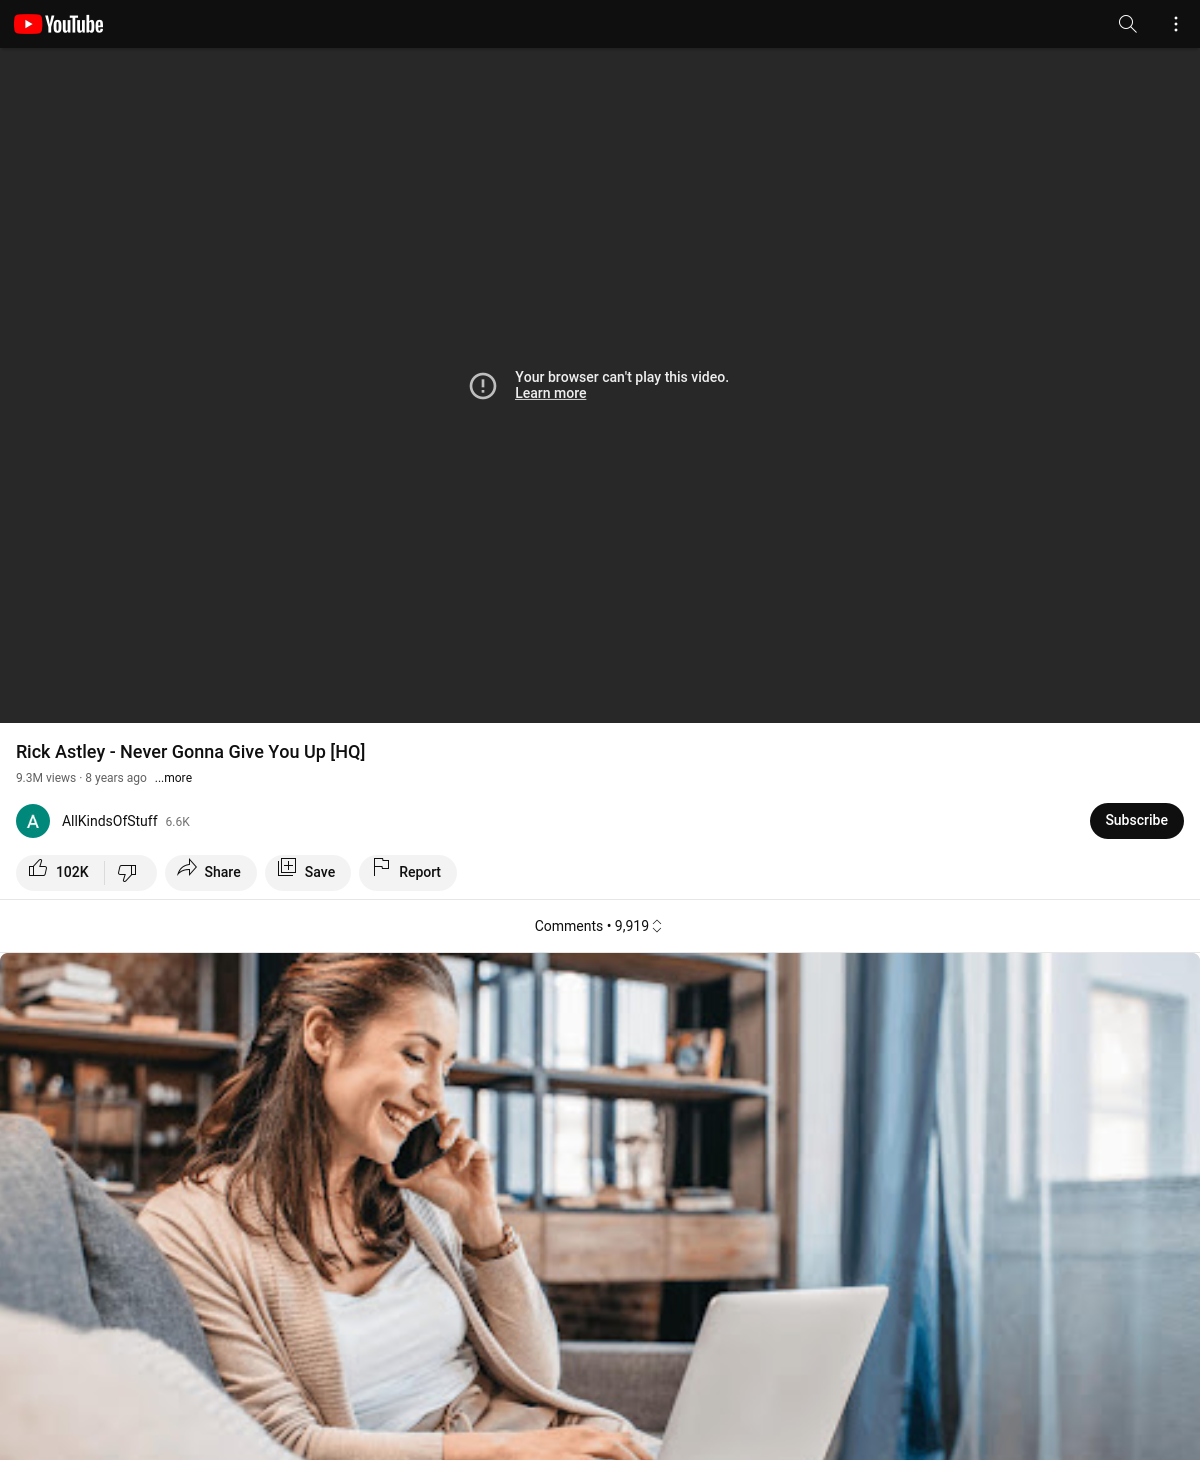 YouTube
Your browser can't play this video.
Learn more
Rick Astley - Never Gonna Give You Up [HQ]
9.3M views · 8 years ago ...more
A
AllKindsOfStuff 6.6K
Subscribe
102K
Share
Save
Report
Comments • 9,919